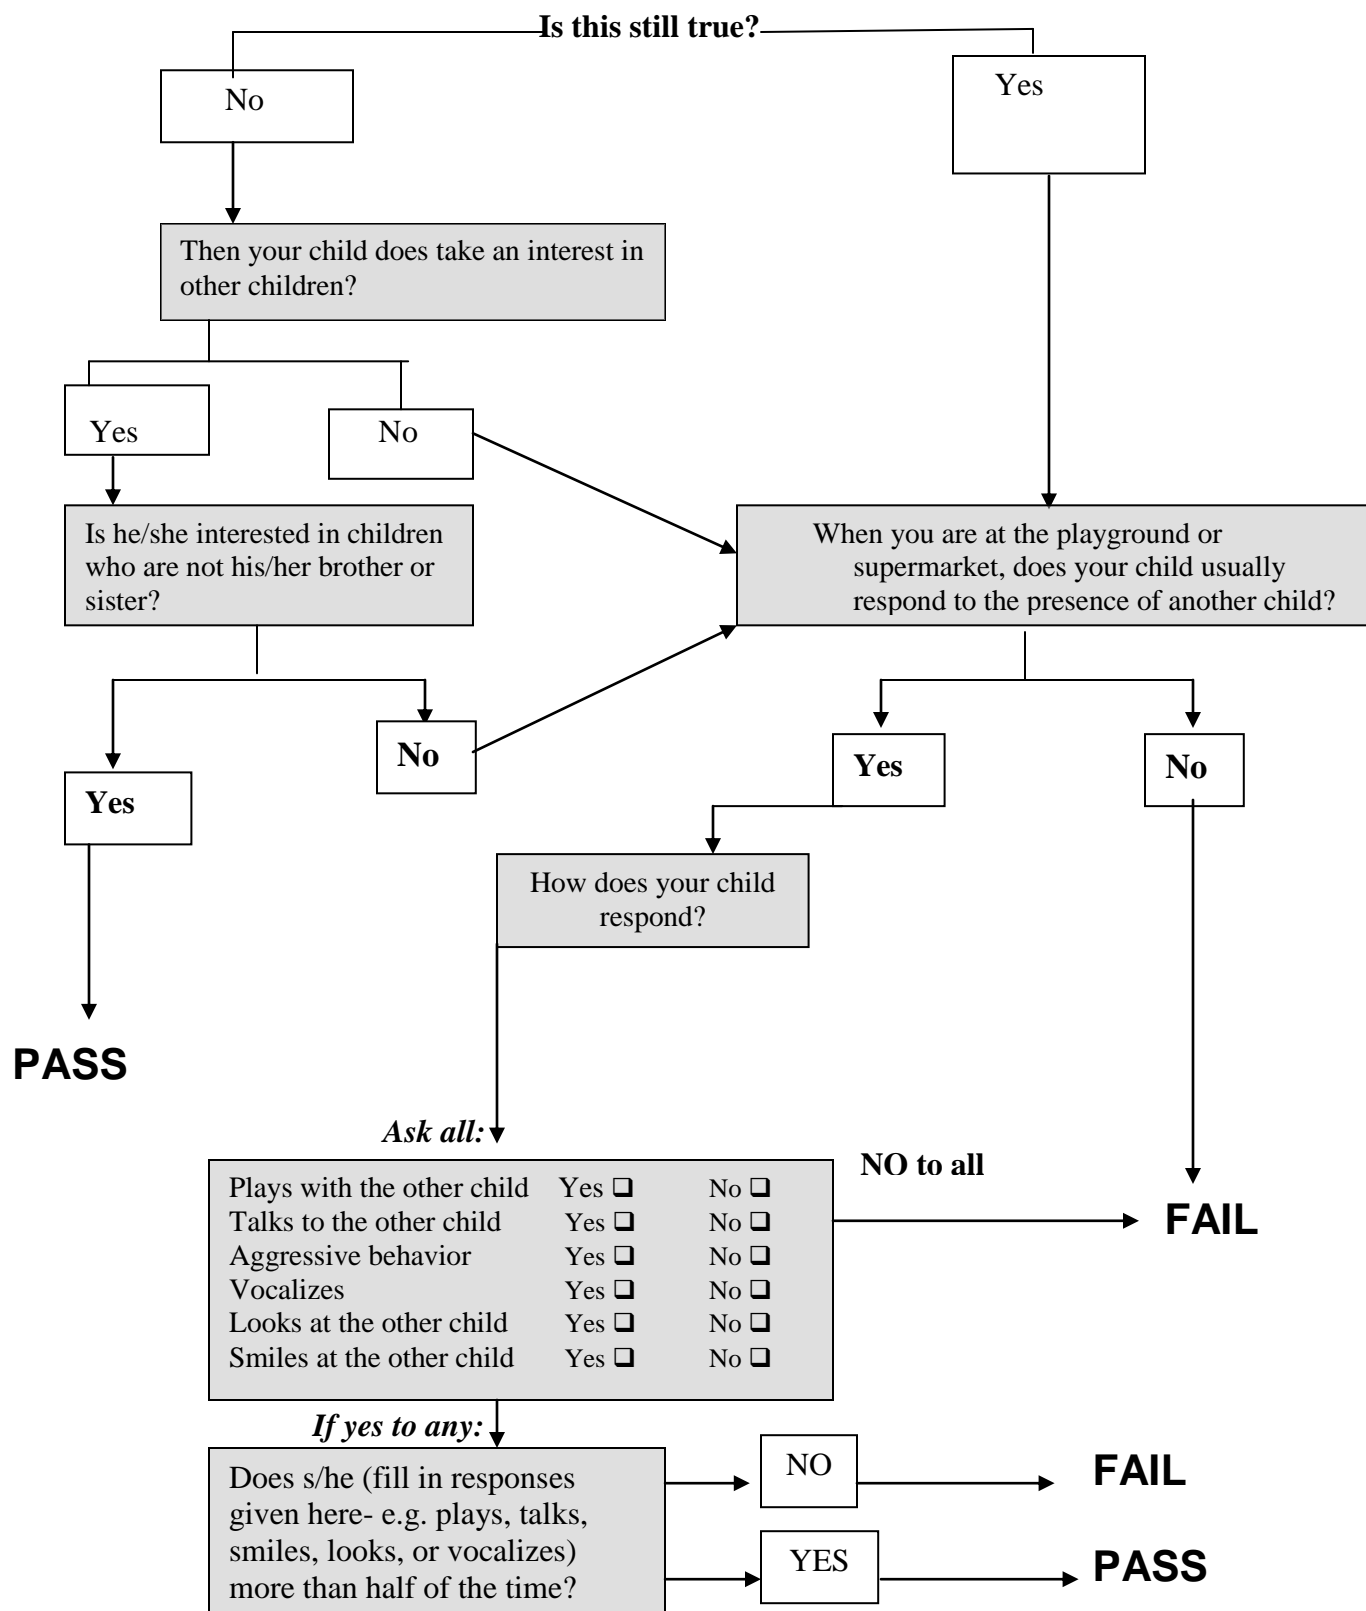 Is this still true?
No
Yes
Then your child does take an interest in
other children?
Yes
No
Is he/she interested in children
who are not his/her brother or
sister?
When you are at the playground or
supermarket, does your child usually
respond to the presence of another child?
No
Yes
No
Yes
How does your child
respond?
PASS
Ask all:
NO to all
Plays with the other child Yes ❑ No ❑
Talks to the other child Yes ❑ No ❑
Aggressive behavior Yes ❑ No ❑
Vocalizes Yes ❑ No ❑
Looks at the other child Yes ❑ No ❑
Smiles at the other child Yes ❑ No ❑
FAIL
If yes to any:
Does s/he (fill in responses
given here- e.g. plays, talks,
smiles, looks, or vocalizes)
more than half of the time?
NO
FAIL
YES
PASS